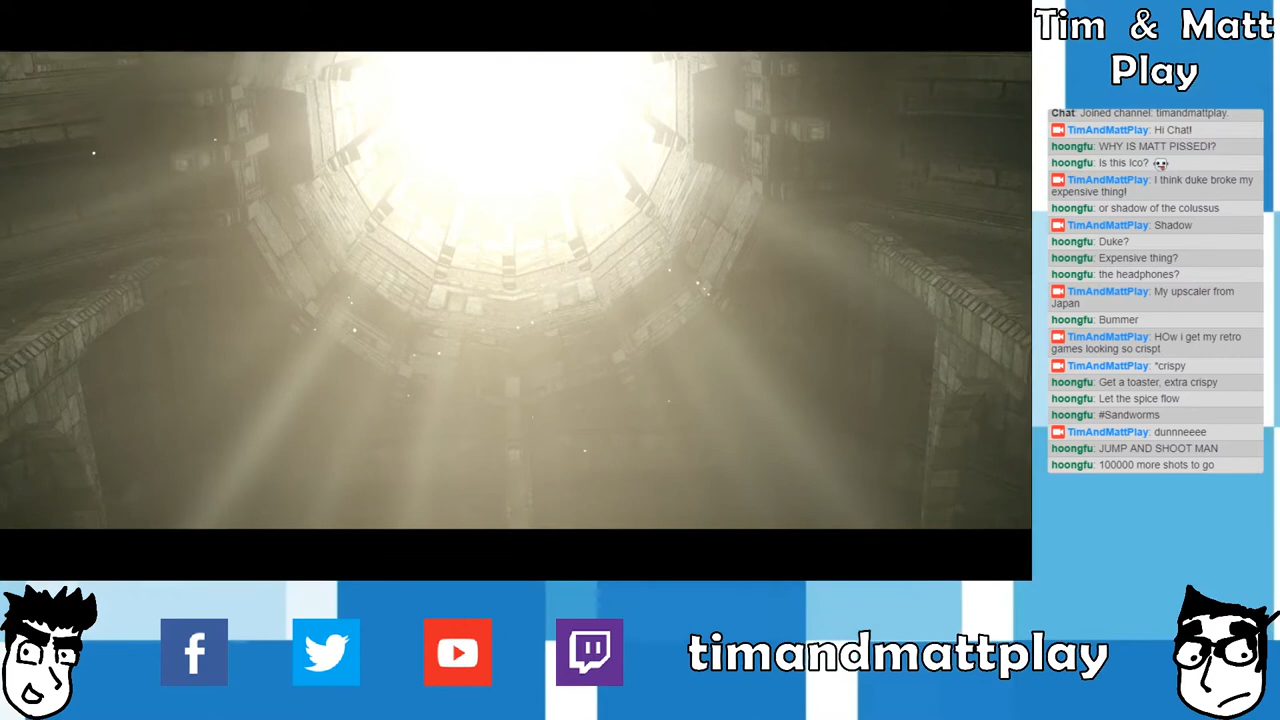 Tim & Matt
Play
Chat: Joined channel: timandmattplay.
TimAndMattPlay: Hi Chat!
hoongfu: WHY IS MATT PISSED!?
hoongfu: Is this Ico?
TimAndMattPlay: I think duke broke my
expensive thing!
hoongfu: or shadow of the colussus
TimAndMattPlay: Shadow
hoongfu: Duke?
hoongfu: Expensive thing?
hoongfu: the headphones?
TimAndMattPlay: My upscaler from
Japan
hoongfu: Bummer
TimAndMattPlay: HOw i get my retro
games looking so cripst
TimAndMattPlay: *crispy
hoongfu: Get a toaster, extra crispy
hoongfu: Let the spice flow
hoongfu: #Sandworms
TimAndMattPlay: dunnneeee
hoongfu: JUMP AND SHOOT MAN
hoongfu: 100000 more shots to go
timandmattplay